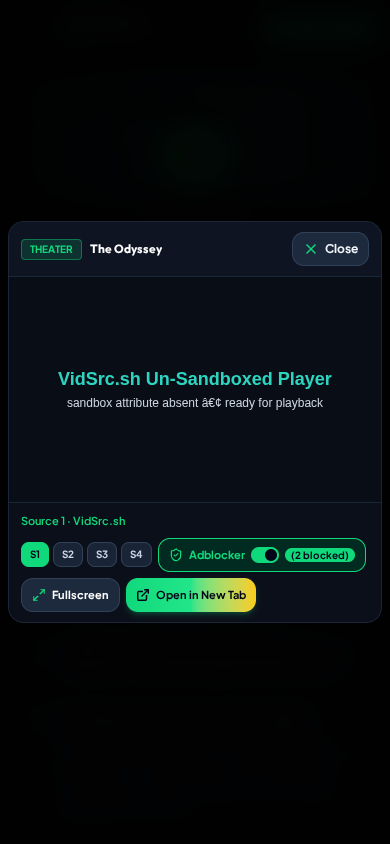 THEATER
The Odyssey
Close
VidSrc.sh Un-Sandboxed Player
sandbox attribute absent • ready for playback
Source 1 · VidSrc.sh
S1
S2
S3
S4
Adblocker
(2 blocked)
Fullscreen
Open in New Tab